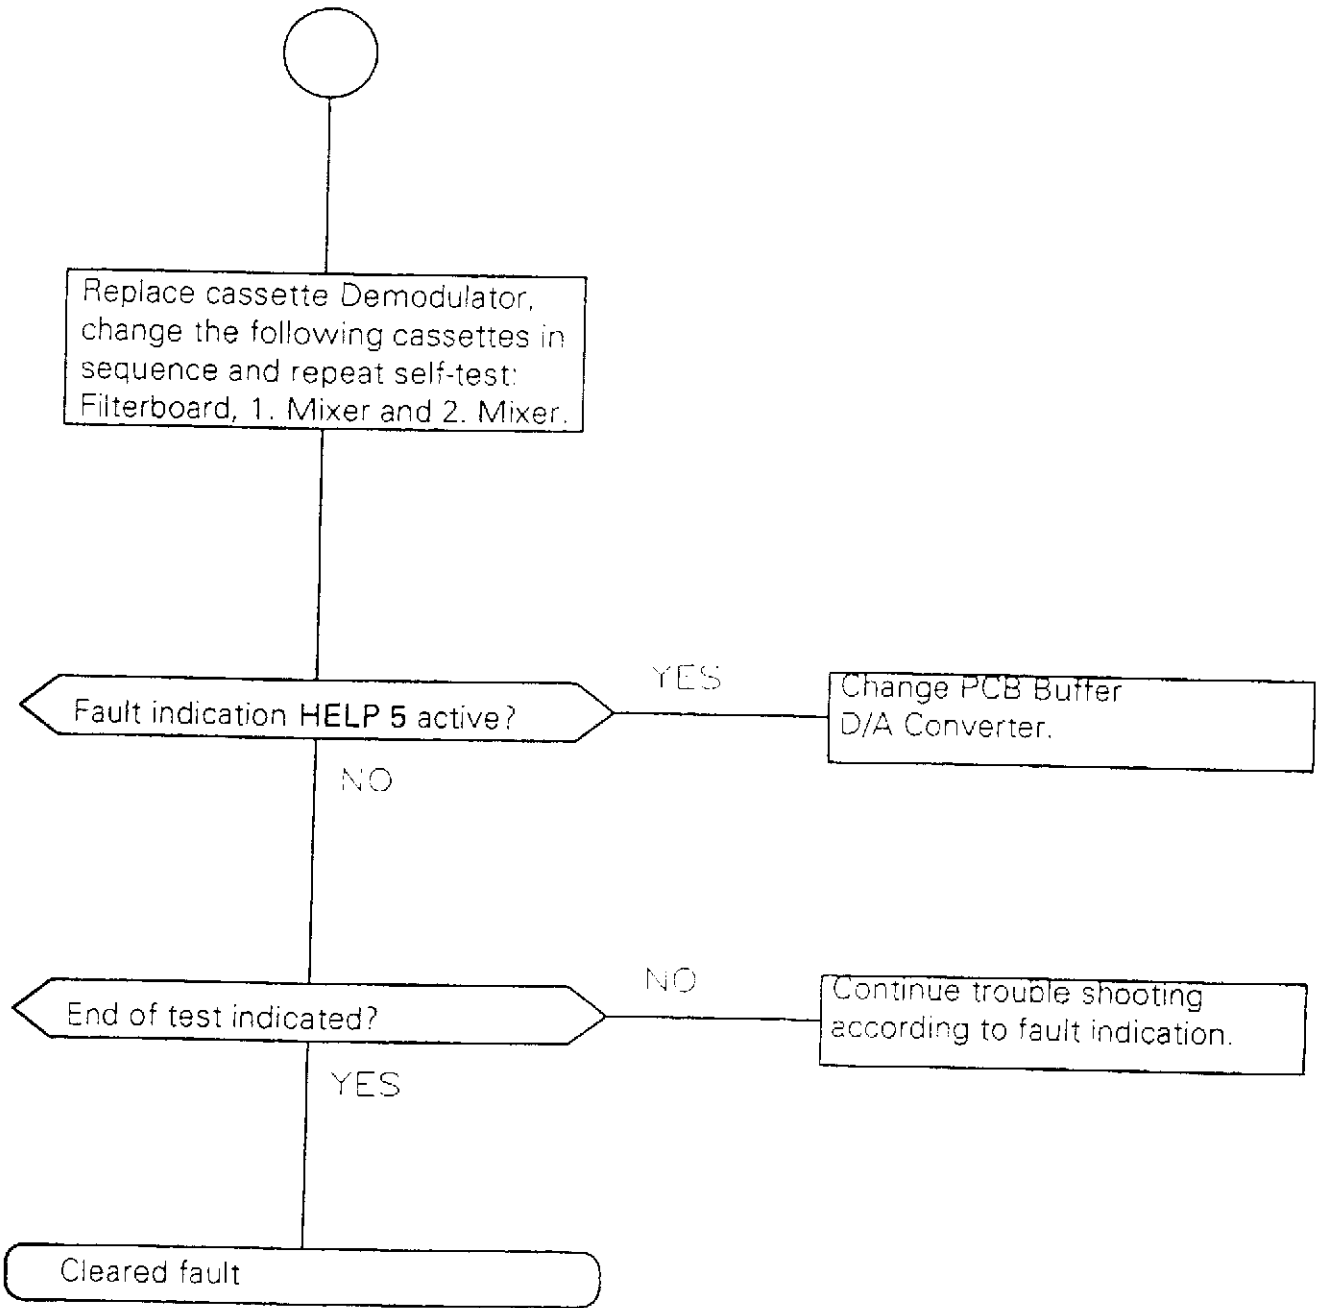 Replace cassette Demodulator,
change the following cassettes in
sequence and repeat self-test:
Filterboard, 1. Mixer and 2. Mixer.
Fault indication HELP 5 active?
YES
Change PCB Buffer
D/A Converter.
NO
End of test indicated?
NO
Continue trouble shooting
according to fault indication.
YES
Cleared fault